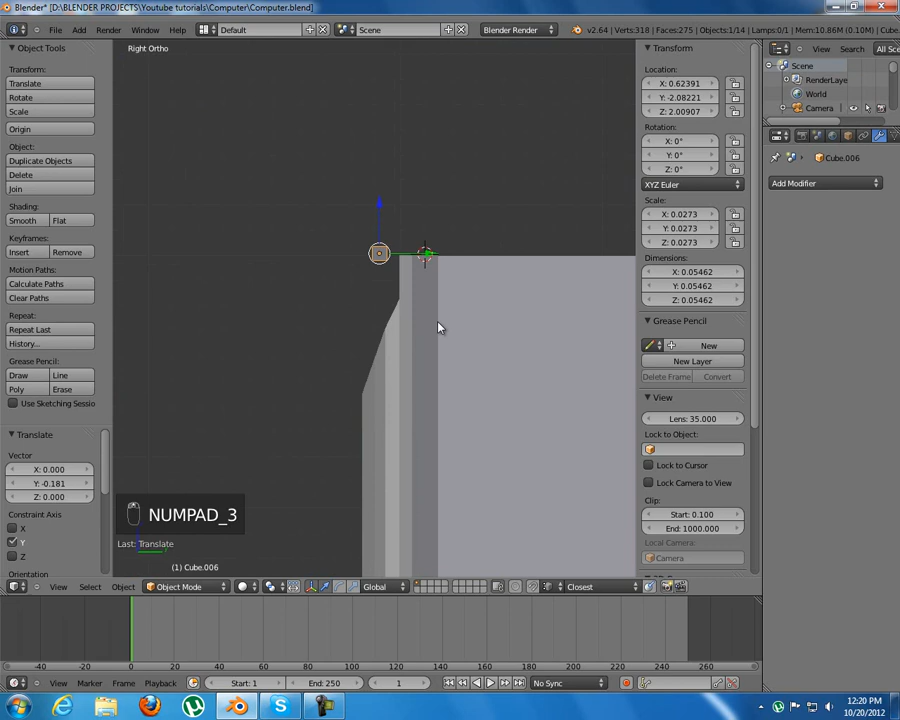 Blender* [D:\BLENDER PROJECTS\Youtube tutorials\Computer\Computer.blend]
File Add Render Window Help Default Scene Blender Render v2.64 | Verts:318 | Faces:275 | Objects:1/14 | Lamps:0/1 | Mem:10.86M (0.10M) | Cube.0
Object Tools
Transform:
Translate
Rotate
Scale
Origin
Object:
Duplicate Objects
Delete
Join
Shading:
Smooth Flat
Keyframes:
Insert Remove
Motion Paths:
Calculate Paths
Clear Paths
Repeat:
Repeat Last
History...
Grease Pencil:
Draw Line
Poly Erase
Use Sketching Sessio
Translate
Vector
X: 0.000
Y: -0.181
Z: 0.000
Constraint Axis
X
Y
Z
Orientation
Right Ortho
NUMPAD_3
Last: Translate
(1) Cube.006
View Select Object Object Mode Global Closest
Transform
Location:
X: 0.62391
Y: -2.08221
Z: 2.00907
Rotation:
X: 0°
Y: 0°
Z: 0°
XYZ Euler
Scale:
X: 0.0273
Y: 0.0273
Z: 0.0273
Dimensions:
X: 0.05462
Y: 0.05462
Z: 0.05462
Grease Pencil
New
New Layer
Delete Frame Convert
View
Lens: 35.000
Lock to Object:
Lock to Cursor
Lock Camera to View
Clip:
Start: 0.100
End: 1000.000
Local Camera:
Camera
View Search All Sce
Scene
RenderLaye
World
Camera
Cube.006
Add Modifier
-40 -20 0 20 40 60 80 100 120 140 160 180 200 220 240 260
View Marker Frame Playback Start: 1 End: 250 1 No Sync
12:20 PM
10/20/2012